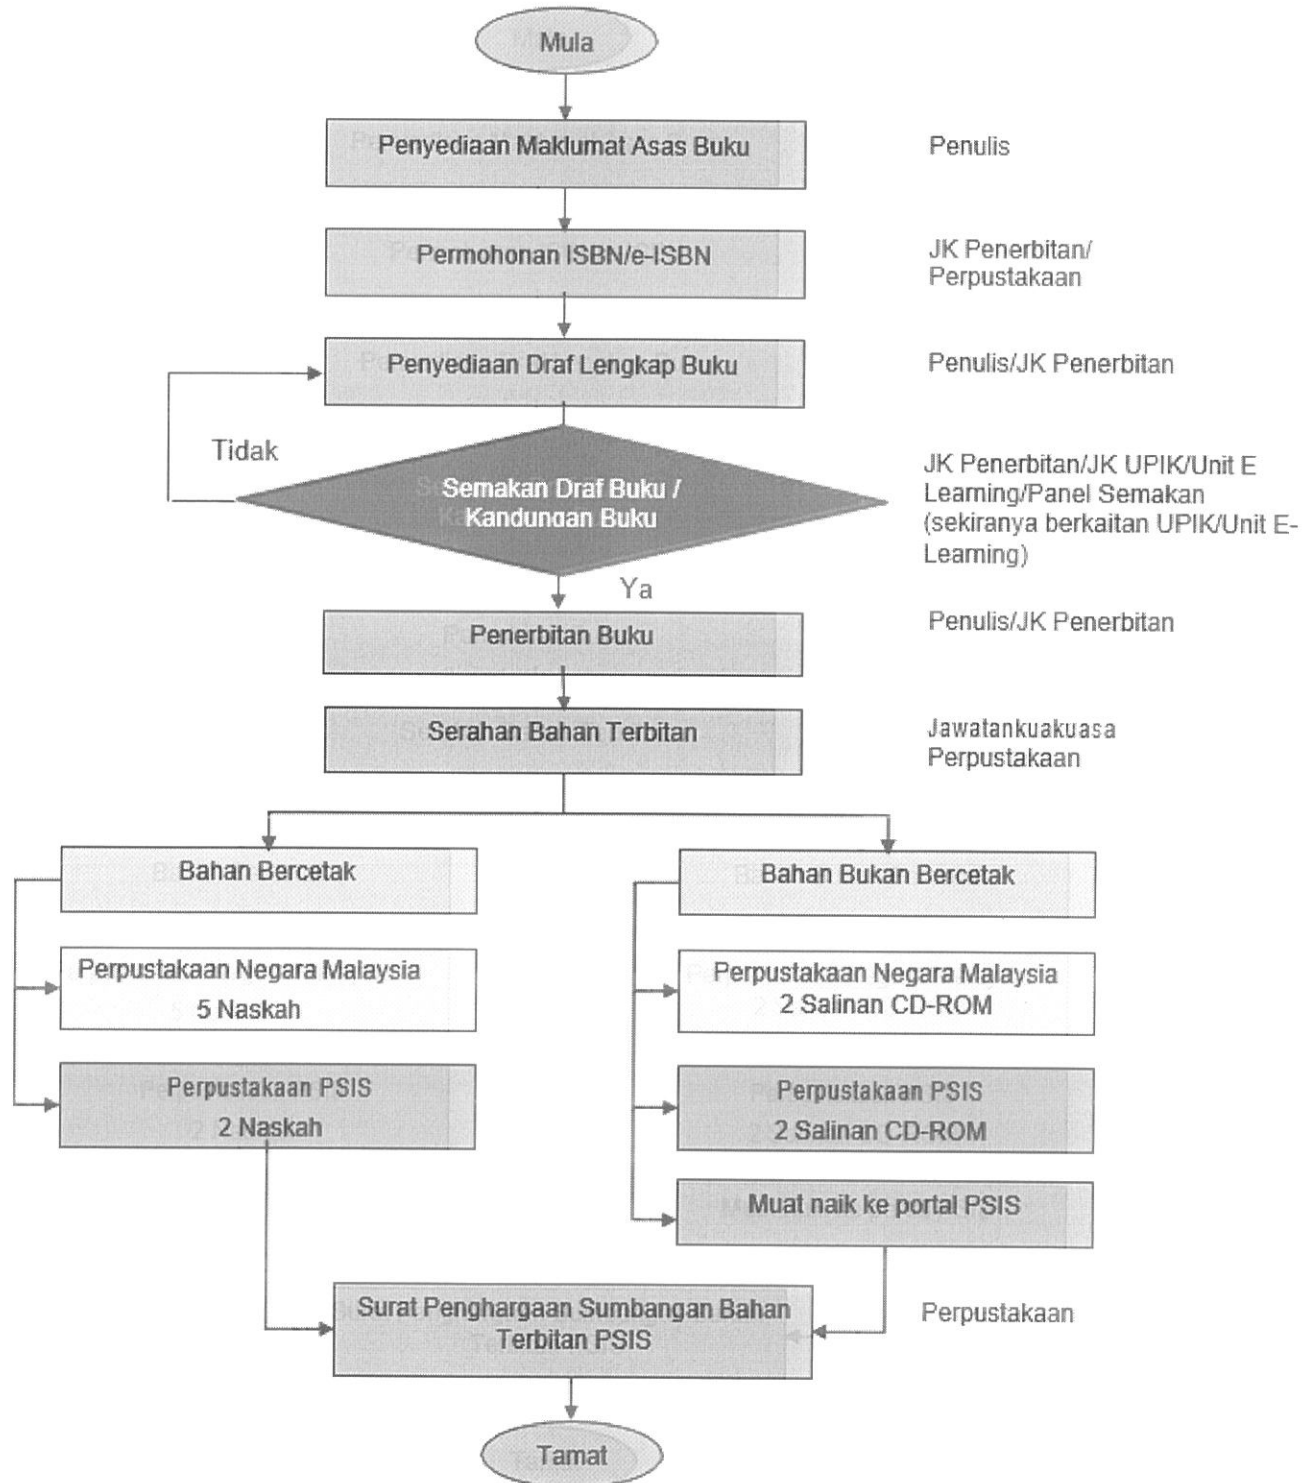 Mula
Penyediaan Maklumat Asas Buku
Penulis
Permohonan ISBN/e-ISBN
JK Penerbitan/
Perpustakaan
Penyediaan Draf Lengkap Buku
Penulis/JK Penerbitan
Tidak
Semakan Draf Buku /
Kandungan Buku
JK Penerbitan/JK UPIK/Unit E
Learning/Panel Semakan
(sekiranya berkaitan UPIK/Unit E-
Learning)
Ya
Penerbitan Buku
Penulis/JK Penerbitan
Serahan Bahan Terbitan
Jawatankuakuasa
Perpustakaan
Bahan Bercetak
Perpustakaan Negara Malaysia
5 Naskah
Perpustakaan PSIS
2 Naskah
Bahan Bukan Bercetak
Perpustakaan Negara Malaysia
2 Salinan CD-ROM
Perpustakaan PSIS
2 Salinan CD-ROM
Muat naik ke portal PSIS
Surat Penghargaan Sumbangan Bahan
Terbitan PSIS
Perpustakaan
Tamat